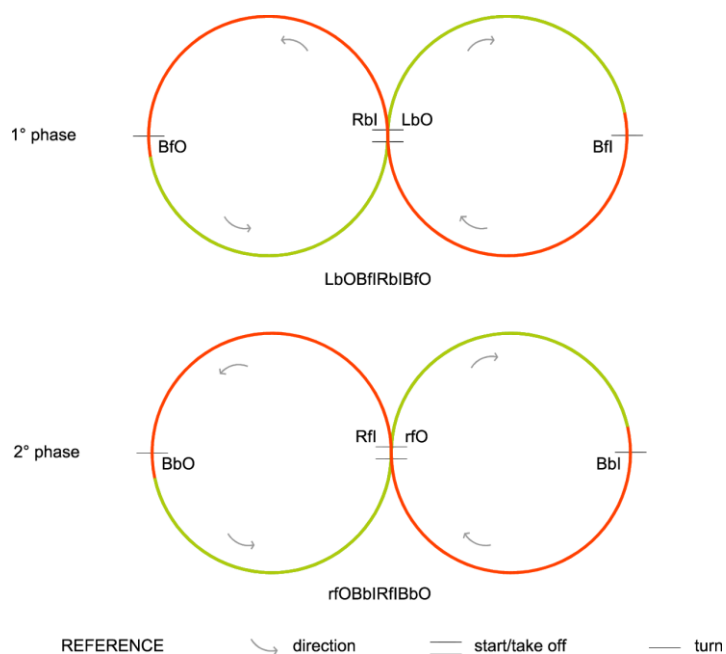 RbI LbO
1° phase
BfO
BfI
LbOBfIRbIBfO
RfI rfO
2° phase
BbO
BbI
rfOBbIRfIBbO
REFERENCE direction start/take off turn